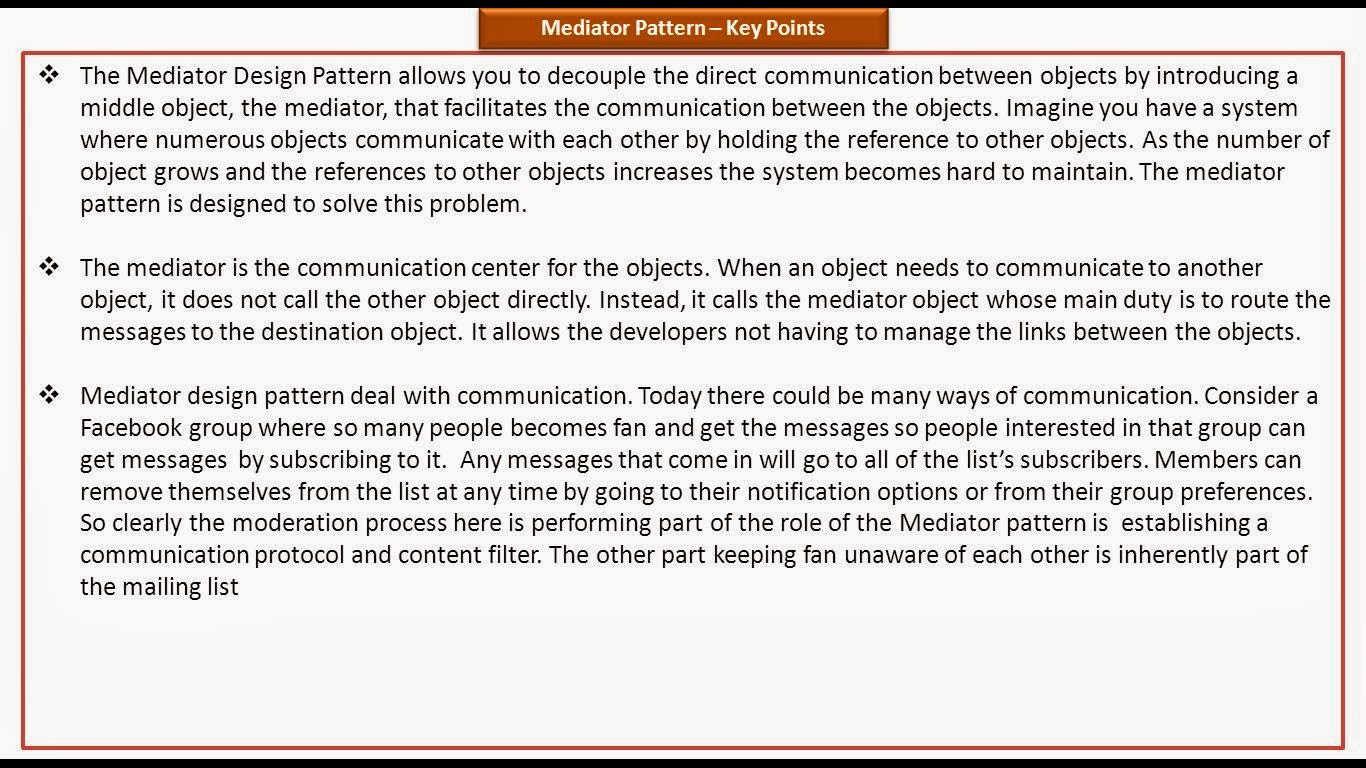 Mediator Pattern – Key Points
❖ The Mediator Design Pattern allows you to decouple the direct communication between objects by introducing a
middle object, the mediator, that facilitates the communication between the objects. Imagine you have a system
where numerous objects communicate with each other by holding the reference to other objects. As the number of
object grows and the references to other objects increases the system becomes hard to maintain. The mediator
pattern is designed to solve this problem.
❖ The mediator is the communication center for the objects. When an object needs to communicate to another
object, it does not call the other object directly. Instead, it calls the mediator object whose main duty is to route the
messages to the destination object. It allows the developers not having to manage the links between the objects.
❖ Mediator design pattern deal with communication. Today there could be many ways of communication. Consider a
Facebook group where so many people becomes fan and get the messages so people interested in that group can
get messages  by subscribing to it.  Any messages that come in will go to all of the list’s subscribers. Members can
remove themselves from the list at any time by going to their notification options or from their group preferences.
So clearly the moderation process here is performing part of the role of the Mediator pattern is  establishing a
communication protocol and content filter. The other part keeping fan unaware of each other is inherently part of
the mailing list